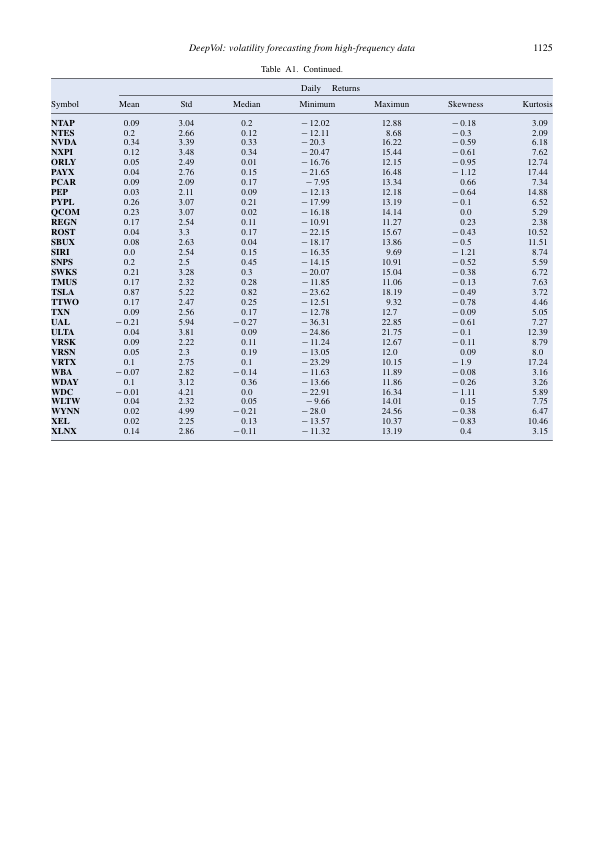 DeepVol: volatility forecasting from high-frequency data 1125
Table A1. Continued.
Daily Returns
Symbol Mean Std Median Minimum Maximun Skewness Kurtosis
NTAP 0.09 3.04 0.2 −12.02 12.88 −0.18 3.09
NTES 0.2 2.66 0.12 −12.11 8.68 −0.3 2.09
NVDA 0.34 3.39 0.33 −20.3 16.22 −0.59 6.18
NXPI 0.12 3.48 0.34 −20.47 15.44 −0.61 7.62
ORLY 0.05 2.49 0.01 −16.76 12.15 −0.95 12.74
PAYX 0.04 2.76 0.15 −21.65 16.48 −1.12 17.44
PCAR 0.09 2.09 0.17 −7.95 13.34 0.66 7.34
PEP 0.03 2.11 0.09 −12.13 12.18 −0.64 14.88
PYPL 0.26 3.07 0.21 −17.99 13.19 −0.1 6.52
QCOM 0.23 3.07 0.02 −16.18 14.14 0.0 5.29
REGN 0.17 2.54 0.11 −10.91 11.27 0.23 2.38
ROST 0.04 3.3 0.17 −22.15 15.67 −0.43 10.52
SBUX 0.08 2.63 0.04 −18.17 13.86 −0.5 11.51
SIRI 0.0 2.54 0.15 −16.35 9.69 −1.21 8.74
SNPS 0.2 2.5 0.45 −14.15 10.91 −0.52 5.59
SWKS 0.21 3.28 0.3 −20.07 15.04 −0.38 6.72
TMUS 0.17 2.32 0.28 −11.85 11.06 −0.13 7.63
TSLA 0.87 5.22 0.82 −23.62 18.19 −0.49 3.72
TTWO 0.17 2.47 0.25 −12.51 9.32 −0.78 4.46
TXN 0.09 2.56 0.17 −12.78 12.7 −0.09 5.05
UAL −0.21 5.94 −0.27 −36.31 22.85 −0.61 7.27
ULTA 0.04 3.81 0.09 −24.86 21.75 −0.1 12.39
VRSK 0.09 2.22 0.11 −11.24 12.67 −0.11 8.79
VRSN 0.05 2.3 0.19 −13.05 12.0 0.09 8.0
VRTX 0.1 2.75 0.1 −23.29 10.15 −1.9 17.24
WBA −0.07 2.82 −0.14 −11.63 11.89 −0.08 3.16
WDAY 0.1 3.12 0.36 −13.66 11.86 −0.26 3.26
WDC −0.01 4.21 0.0 −22.91 16.34 −1.11 5.89
WLTW 0.04 2.32 0.05 −9.66 14.01 0.15 7.75
WYNN 0.02 4.99 −0.21 −28.0 24.56 −0.38 6.47
XEL 0.02 2.25 0.13 −13.57 10.37 −0.83 10.46
XLNX 0.14 2.86 −0.11 −11.32 13.19 0.4 3.15